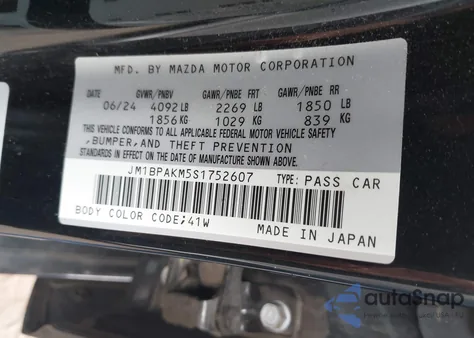 MFD. BY MAZDA MOTOR CORPORATION
DATE GVWR/PNBV GAWR/PNBE FRT GAWR/PNBE RR
06/24 4092 LB 2269 LB 1850 LB
1856 KG 1029 KG 839 KG
THIS VEHICLE CONFORMS TO ALL APPLICABLE FEDERAL MOTOR VEHICLE SAFETY,
BUMPER, AND THEFT PREVENTION
STANDARDS IN EFFECT ON THE DATE OF MANUFACTURE SHOWN ABOVE.
JM1BPAKM5S1752607 TYPE: PASS CAR
BODY COLOR CODE;41W MADE IN JAPAN
autoSnap